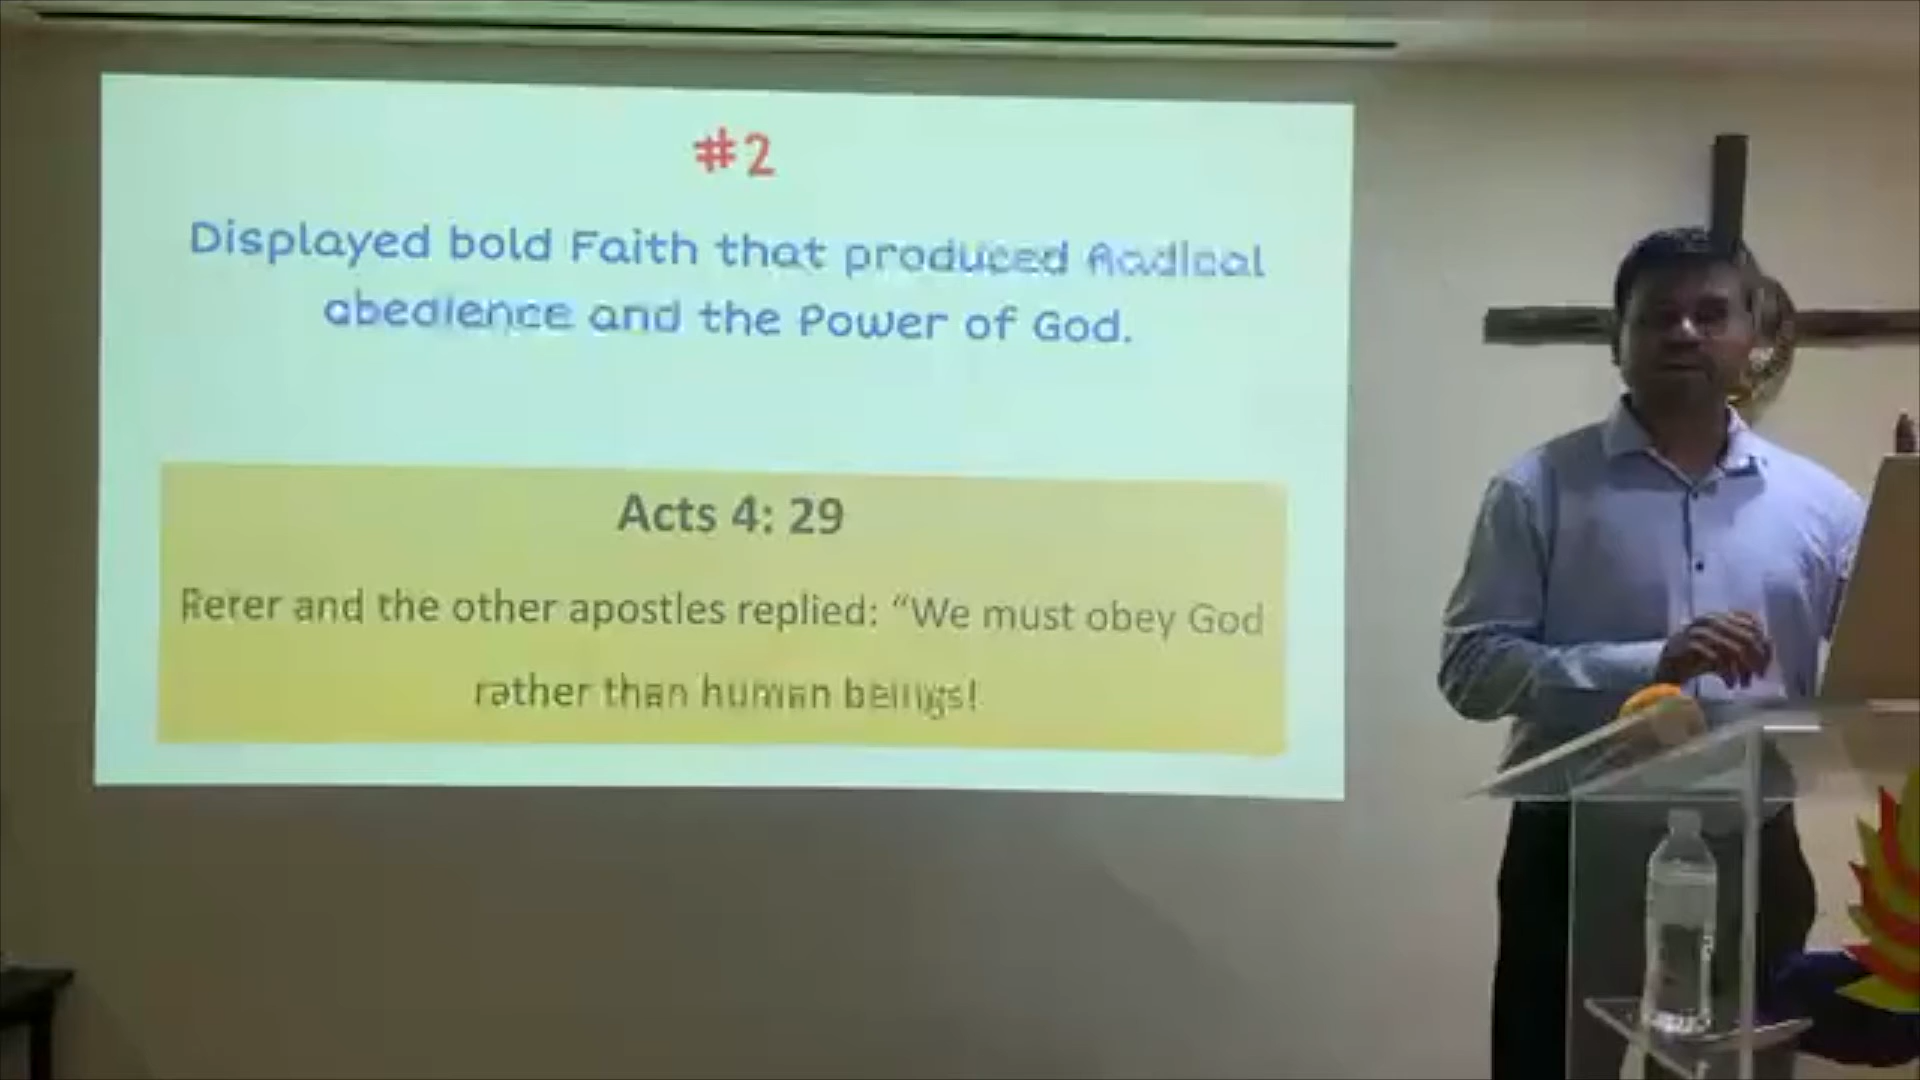 #2
Displayed bold Faith that produced Radical
obedience and the Power of God.
Acts 4: 29
Peter and the other apostles replied: “We must obey God
rather than human beings!